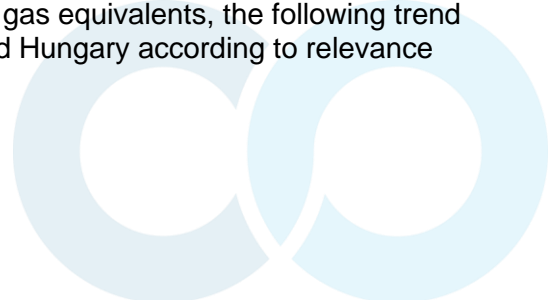 gas equivalents, the following trend
d Hungary according to relevance